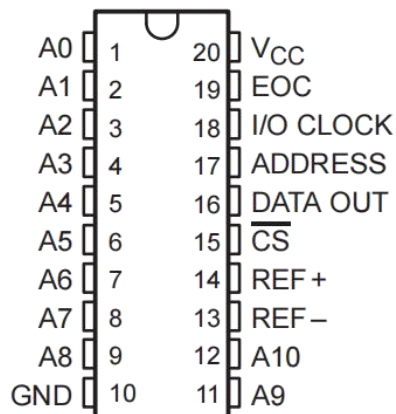 A0 1 20 VCC
A1 2 19 EOC
A2 3 18 I/O CLOCK
A3 4 17 ADDRESS
A4 5 16 DATA OUT
A5 6 15 C̅S̅
A6 7 14 REF+
A7 8 13 REF–
A8 9 12 A10
GND 10 11 A9